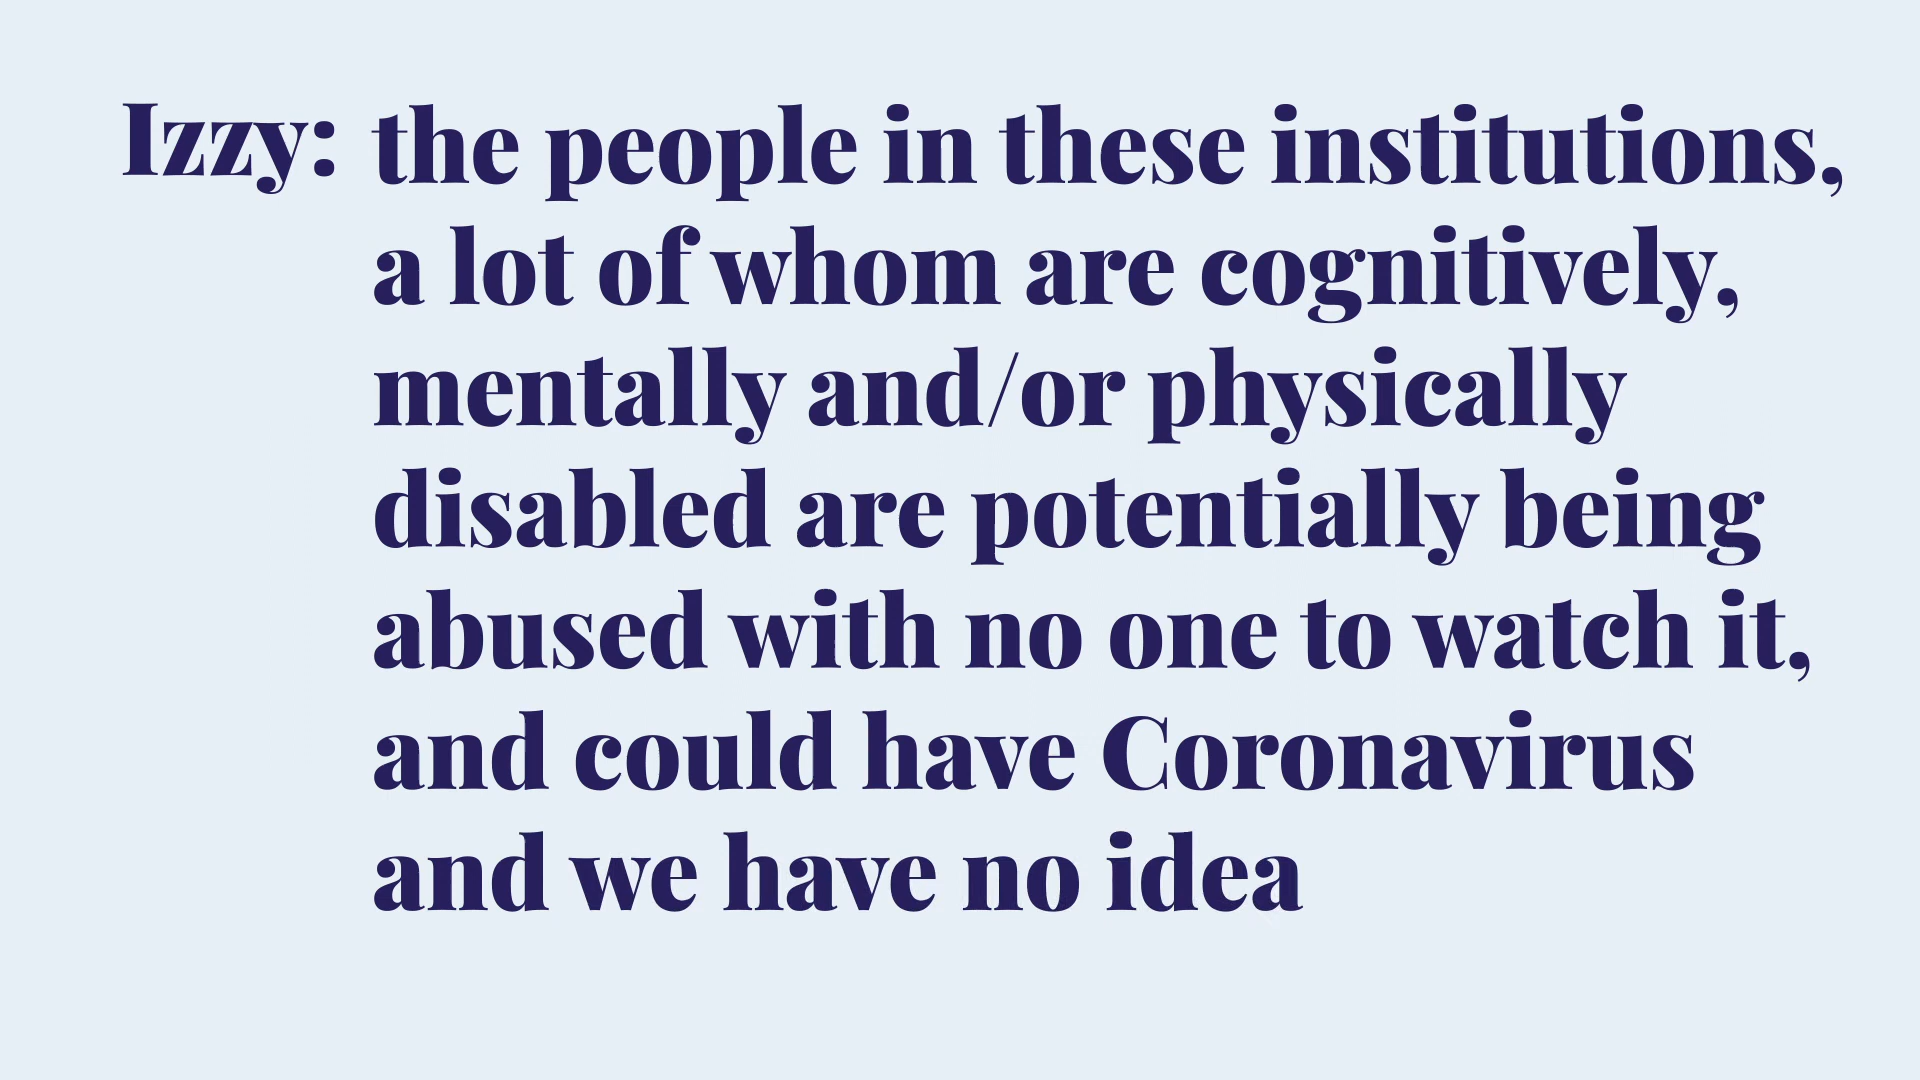 Izzy: the people in these institutions,
a lot of whom are cognitively,
mentally and/or physically
disabled are potentially being
abused with no one to watch it,
and could have Coronavirus
and we have no idea